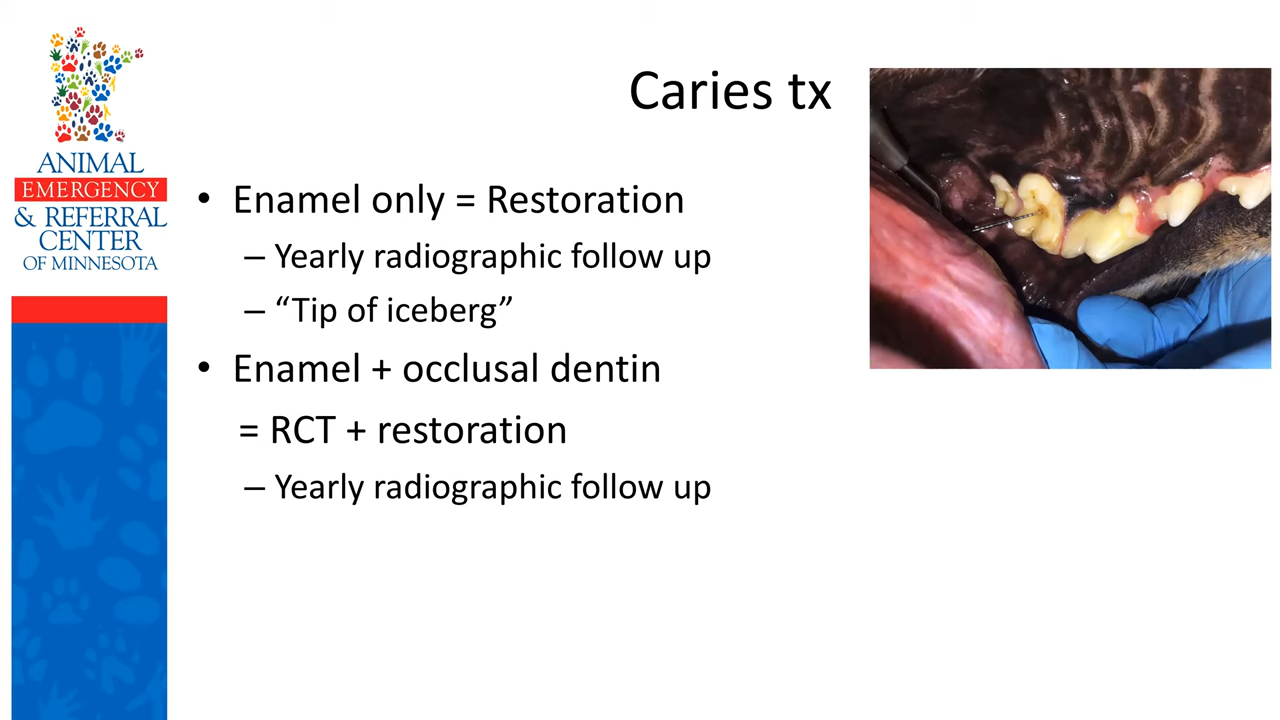 Caries tx
ANIMAL
EMERGENCY
& REFERRAL
CENTER
OF MINNESOTA
• Enamel only = Restoration
– Yearly radiographic follow up
– “Tip of iceberg”
• Enamel + occlusal dentin
= RCT + restoration
– Yearly radiographic follow up